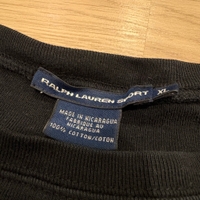 RALPH LAUREN SPORT XL
MADE IN NICARAGUA
FABRIQUÉ AU
NICARAGUA
100% COTTON/COTON